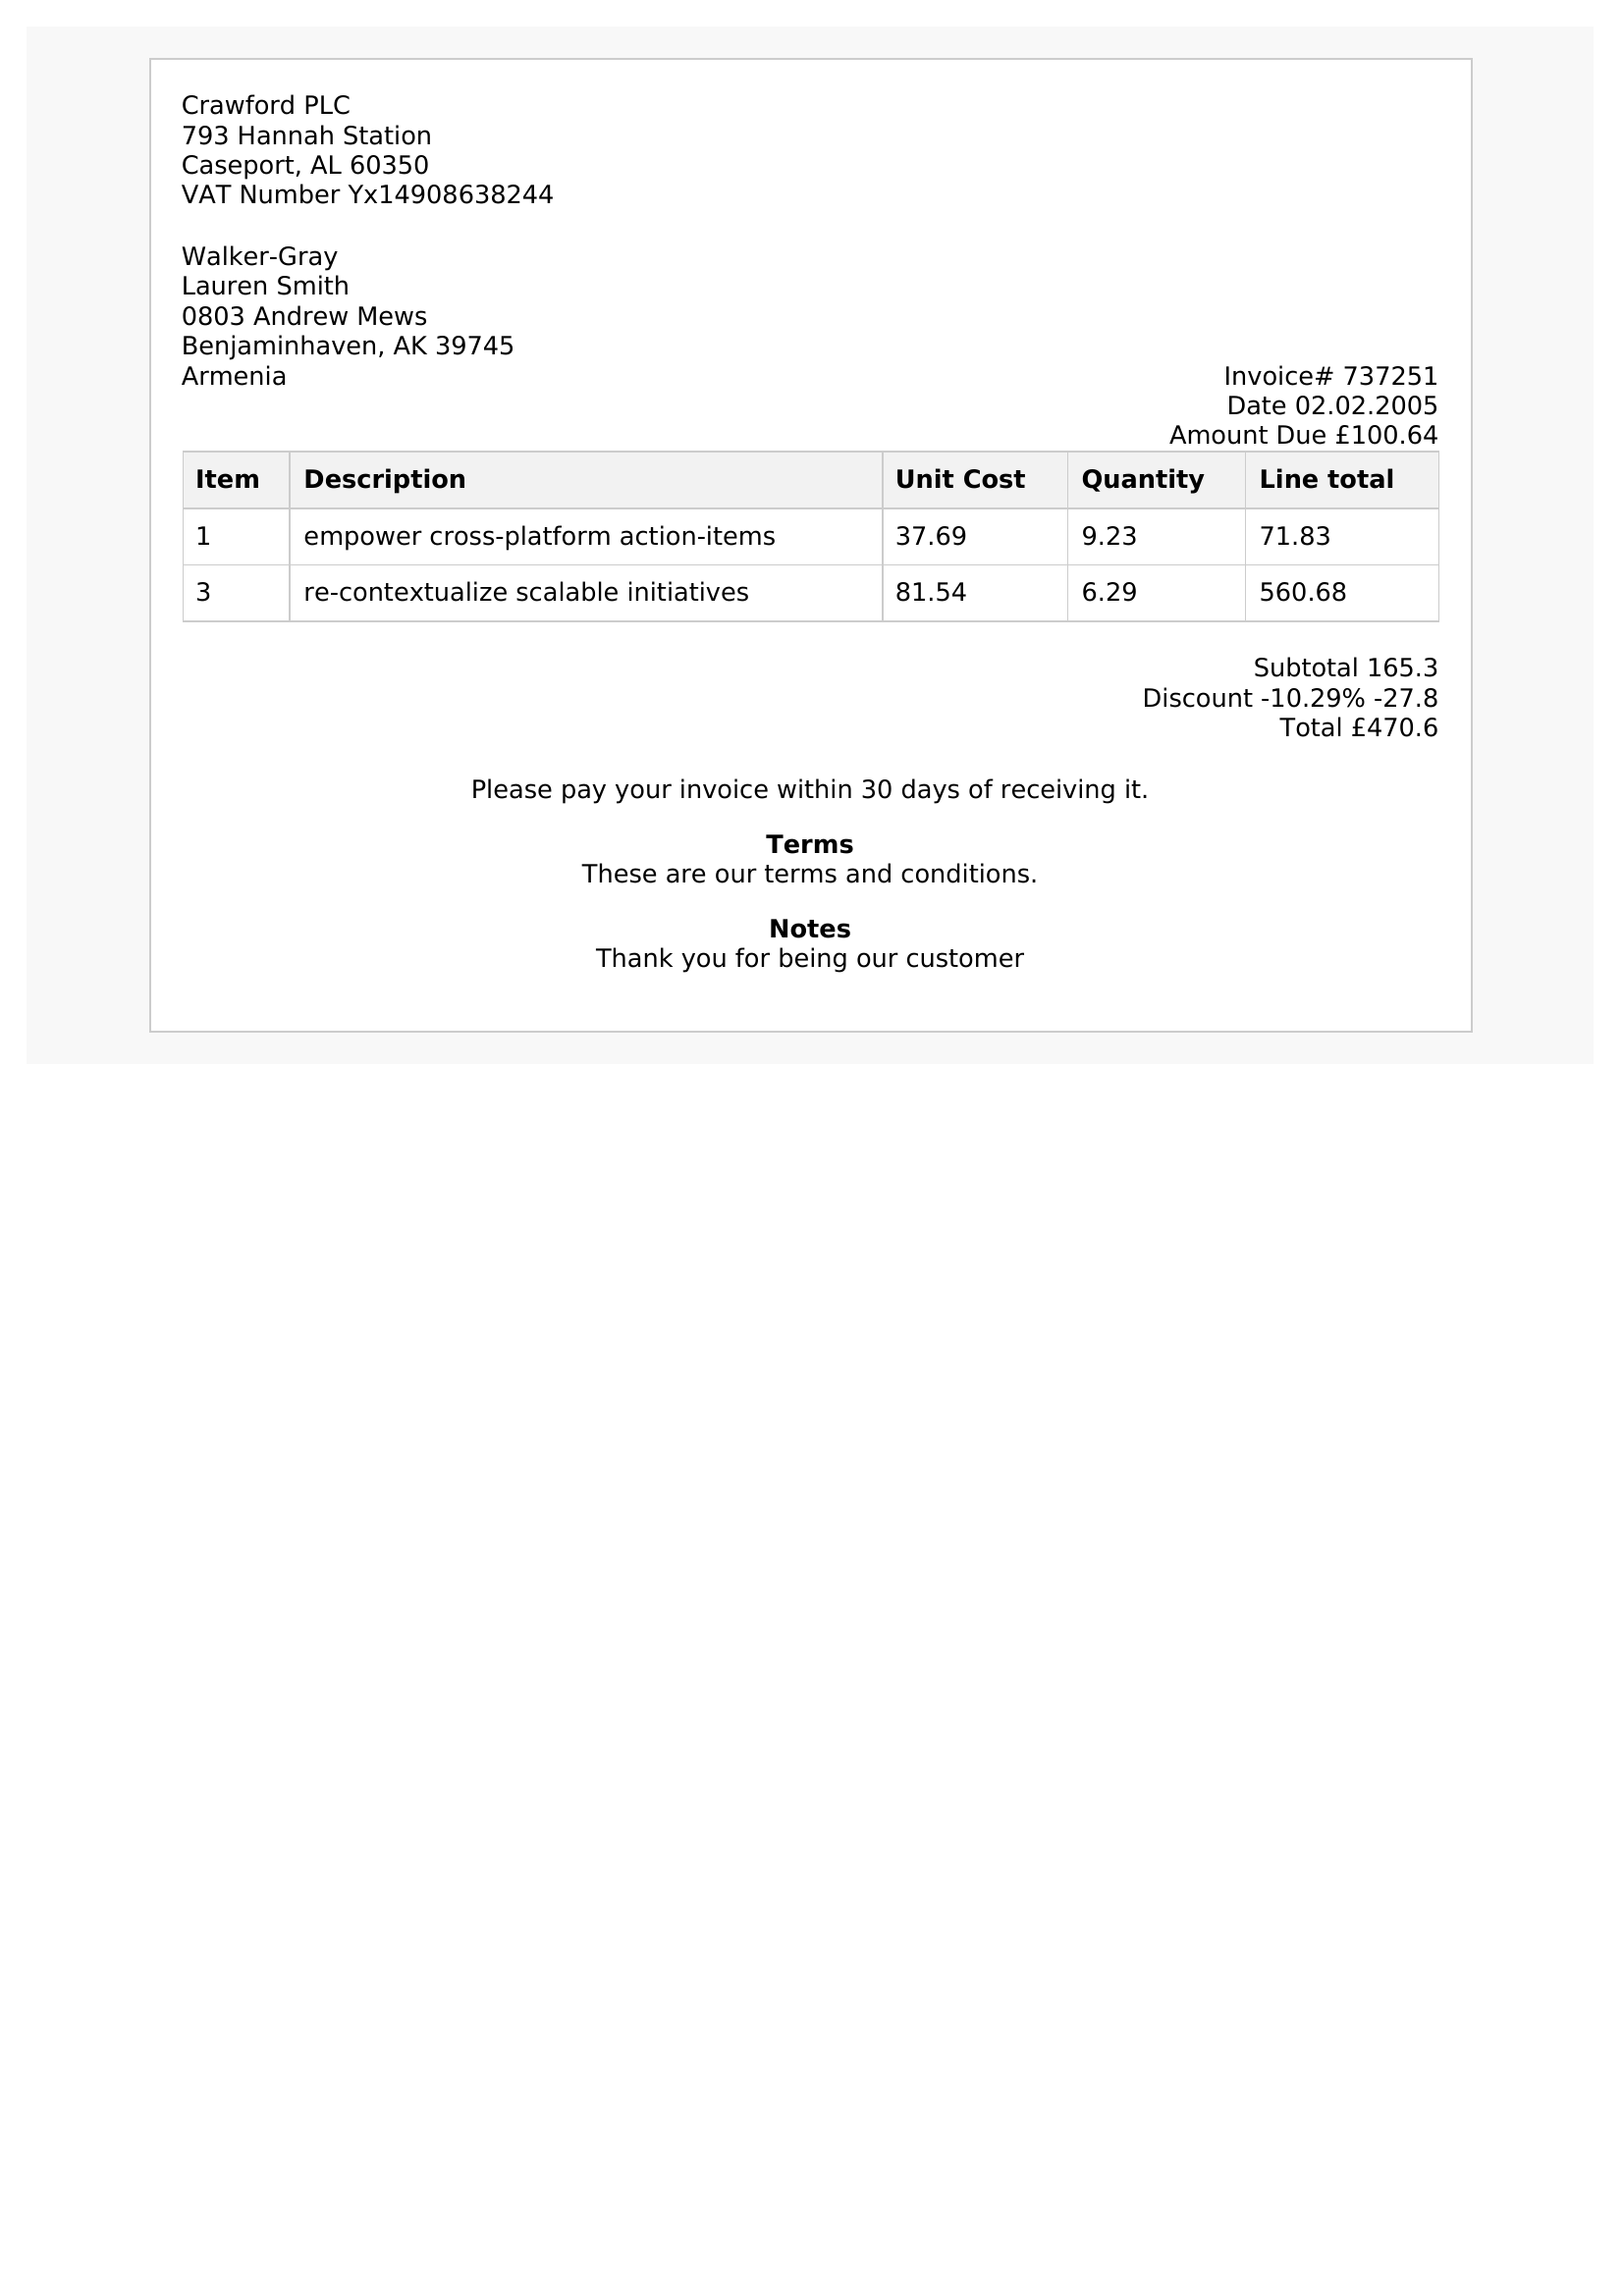 Crawford PLC
793 Hannah Station
Caseport, AL 60350
VAT Number Yx14908638244
Walker-Gray
Lauren Smith
0803 Andrew Mews
Benjaminhaven, AK 39745
Armenia
Invoice# 737251
Date 02.02.2005
Amount Due £100.64
Item Description Unit Cost Quantity Line total
1 empower cross-platform action-items 37.69 9.23 71.83
3 re-contextualize scalable initiatives 81.54 6.29 560.68
Subtotal 165.3
Discount -10.29% -27.8
Total £470.6
Please pay your invoice within 30 days of receiving it.
Terms
These are our terms and conditions.
Notes
Thank you for being our customer